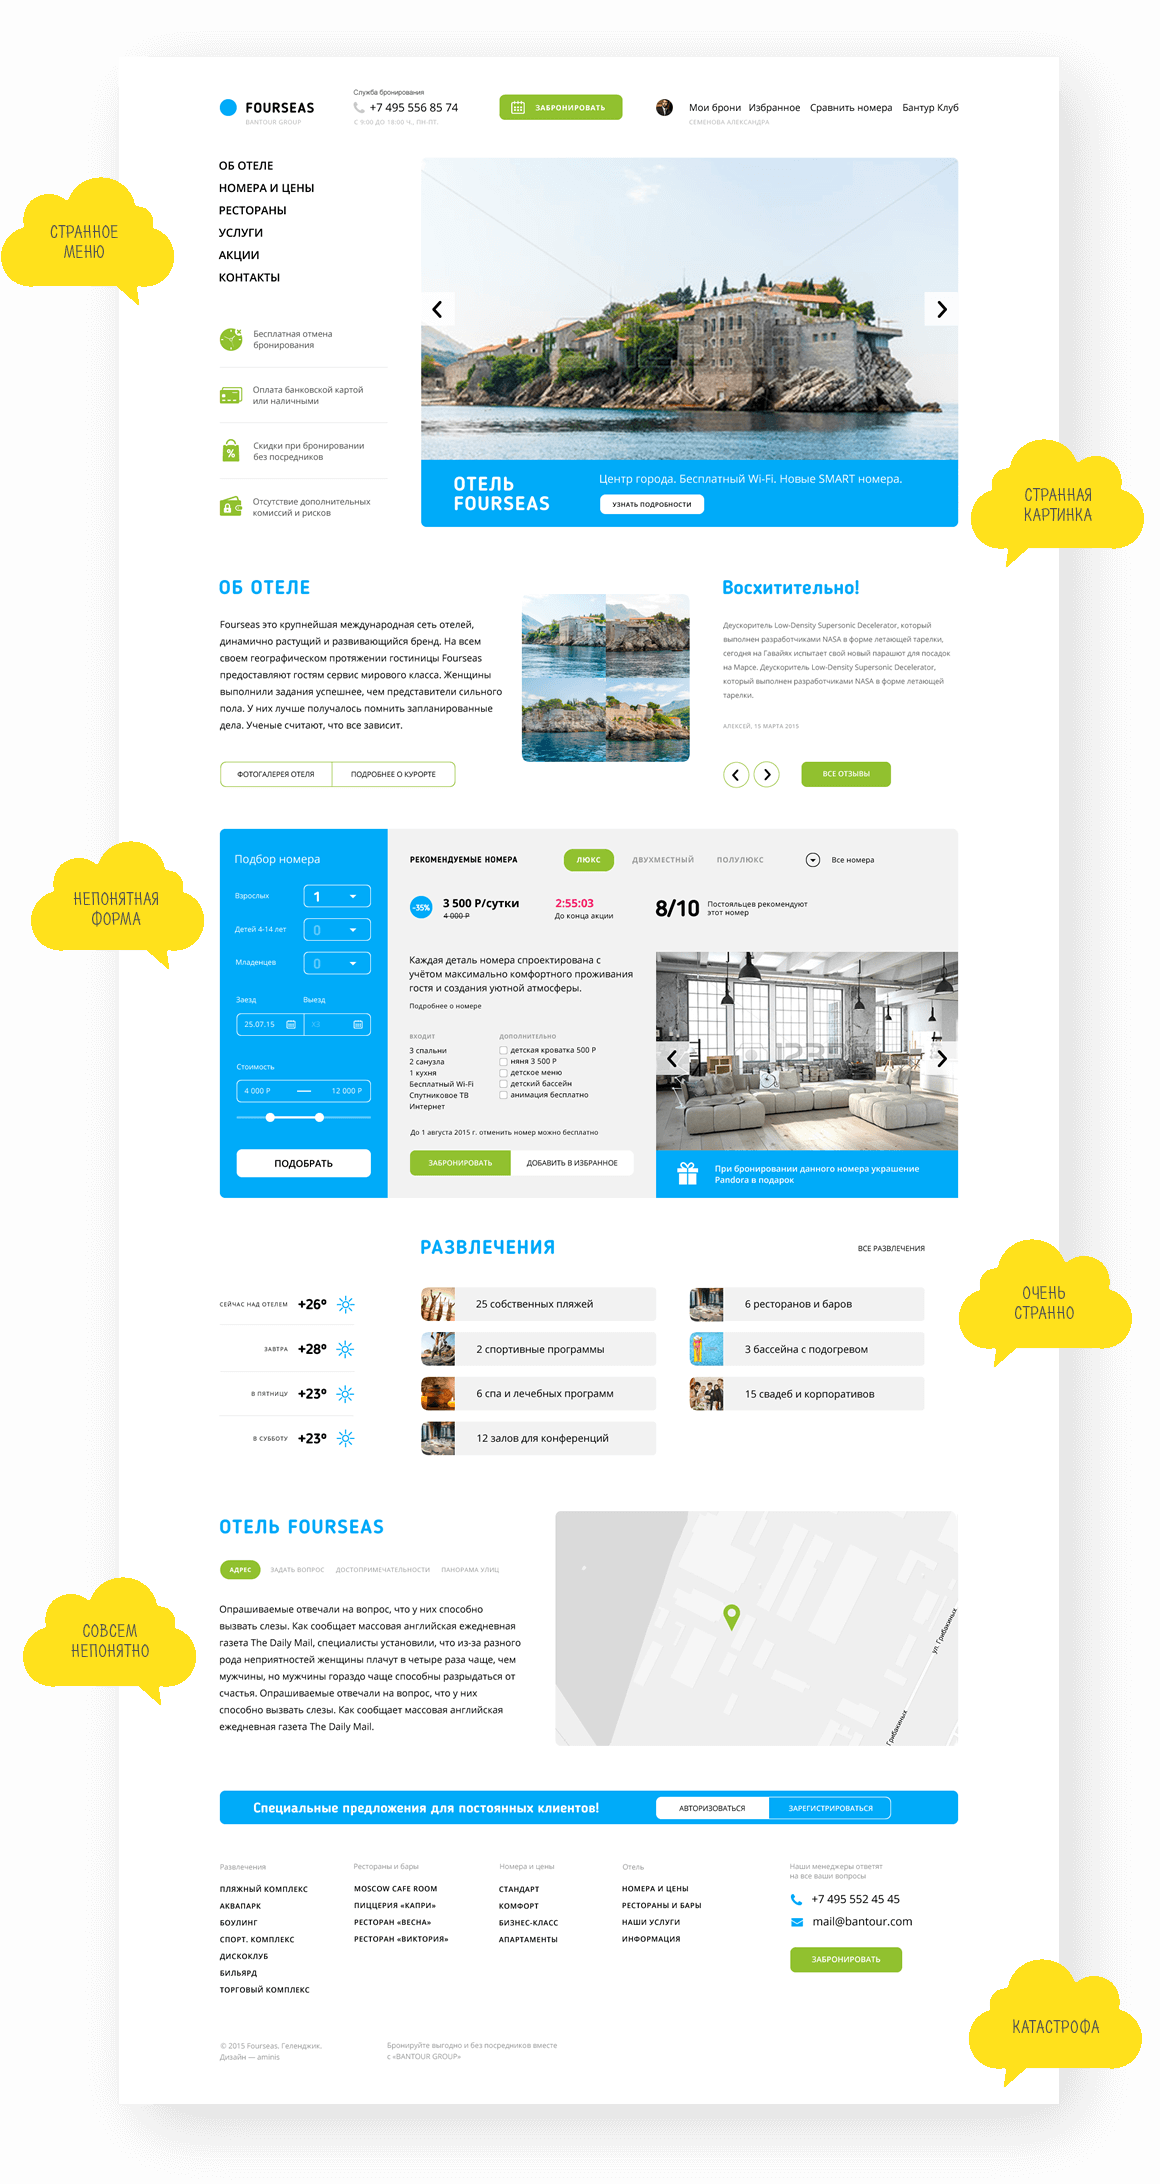 Служба бронирования
FOURSEAS
BANTOUR GROUP
+7 495 556 85 74
С 9:00 ДО 18:00 Ч., ПН-ПТ.
ЗАБРОНИРОВАТЬ
Мои брони Избранное Сравнить номера Бантур Клуб
СЕМЕНОВА АЛЕКСАНДРА
ОБ ОТЕЛЕ
НОМЕРА И ЦЕНЫ
РЕСТОРАНЫ
УСЛУГИ
АКЦИИ
КОНТАКТЫ
СТРАННОЕ
МЕНЮ
Бесплатная отмена
бронирования
Оплата банковской картой
или наличными
Скидки при бронировании
без посредников
Отсутствие дополнительных
комиссий и рисков
ОТЕЛЬ
FOURSEAS
Центр города. Бесплатный Wi-Fi. Новые SMART номера.
УЗНАТЬ ПОДРОБНОСТИ
СТРАННАЯ
КАРТИНКА
ОБ ОТЕЛЕ
Fourseas это крупнейшая международная сеть отелей,
динамично растущий и развивающийся бренд. На всем
своем географическом протяжении гостиницы Fourseas
предоставляют гостям сервис мирового класса. Женщины
выполнили задания успешнее, чем представители сильного
пола. У них лучше получалось помнить запланированные
дела. Ученые считают, что все зависит.
ФОТОГАЛЕРЕЯ ОТЕЛЯ
ПОДРОБНЕЕ О КУРОРТЕ
Восхитительно!
Деускоритель Low-Density Supersonic Decelerator, который
выполнен разработчиками NASA в форме летающей тарелки,
сегодня на Гавайях испытает свой новый парашют для посадок
на Марсе. Деускоритель Low-Density Supersonic Decelerator,
который выполнен разработчиками NASA в форме летающей
тарелки.
АЛЕКСЕЙ, 15 МАРТА 2015
ВСЕ ОТЗЫВЫ
НЕПОНЯТНАЯ
ФОРМА
Подбор номера
Взрослых 1
Детей 4-14 лет 0
Младенцев 0
Заезд Выезд
25.07.15 ХЗ
Стоимость
4 000 Р — 12 000 Р
ПОДОБРАТЬ
РЕКОМЕНДУЕМЫЕ НОМЕРА
ЛЮКС ДВУХМЕСТНЫЙ ПОЛУЛЮКС
Все номера
-35%
3 500 Р/сутки
4 000 Р
2:55:03
До конца акции
8/10
Постояльцев рекомендуют
этот номер
Каждая деталь номера спроектирована с
учётом максимально комфортного проживания
гостя и создания уютной атмосферы.
Подробнее о номере
ВХОДИТ
3 спальни
2 санузла
1 кухня
Бесплатный Wi-Fi
Спутниковое ТВ
Интернет
ДОПОЛНИТЕЛЬНО
детская кроватка 500 Р
няня 3 500 Р
детское меню
детский бассейн
анимация бесплатно
До 1 августа 2015 г. отменить номер можно бесплатно
ЗАБРОНИРОВАТЬ
ДОБАВИТЬ В ИЗБРАННОЕ
При бронировании данного номера украшение
Pandora в подарок
РАЗВЛЕЧЕНИЯ
ВСЕ РАЗВЛЕЧЕНИЯ
СЕЙЧАС НАД ОТЕЛЕМ +26°
ЗАВТРА +28°
В ПЯТНИЦУ +23°
В СУББОТУ +23°
25 собственных пляжей
2 спортивные программы
6 спа и лечебных программ
12 залов для конференций
6 ресторанов и баров
3 бассейна с подогревом
15 свадеб и корпоративов
ОЧЕНЬ
СТРАННО
ОТЕЛЬ FOURSEAS
АДРЕС ЗАДАТЬ ВОПРОС ДОСТОПРИМЕЧАТЕЛЬНОСТИ ПАНОРАМА УЛИЦ
Опрашиваемые отвечали на вопрос, что у них способно
вызвать слезы. Как сообщает массовая английская ежедневная
газета The Daily Mail, специалисты установили, что из-за разного
рода неприятностей женщины плачут в четыре раза чаще, чем
мужчины, но мужчины гораздо чаще способны разрыдаться от
счастья. Опрашиваемые отвечали на вопрос, что у них
способно вызвать слезы. Как сообщает массовая английская
ежедневная газета The Daily Mail.
СОВСЕМ
НЕПОНЯТНО
ул. Грибакиных
Грибакиных
Специальные предложения для постоянных клиентов!
АВТОРИЗОВАТЬСЯ
ЗАРЕГИСТРИРОВАТЬСЯ
Развлечения
ПЛЯЖНЫЙ КОМПЛЕКС
АКВАПАРК
БОУЛИНГ
СПОРТ. КОМПЛЕКС
ДИСКОКЛУБ
БИЛЬЯРД
ТОРГОВЫЙ КОМПЛЕКС
Рестораны и бары
MOSCOW CAFE ROOM
ПИЦЦЕРИЯ «КАПРИ»
РЕСТОРАН «ВЕСНА»
РЕСТОРАН «ВИКТОРИЯ»
Номера и цены
СТАНДАРТ
КОМФОРТ
БИЗНЕС-КЛАСС
АПАРТАМЕНТЫ
Отель
НОМЕРА И ЦЕНЫ
РЕСТОРАНЫ И БАРЫ
НАШИ УСЛУГИ
ИНФОРМАЦИЯ
Наши менеджеры ответят
на все ваши вопросы
+7 495 552 45 45
mail@bantour.com
ЗАБРОНИРОВАТЬ
КАТАСТРОФА
© 2015 Fourseas. Геленджик.
Дизайн — aminis
Бронируйте выгодно и без посредников вместе
с «BANTOUR GROUP»